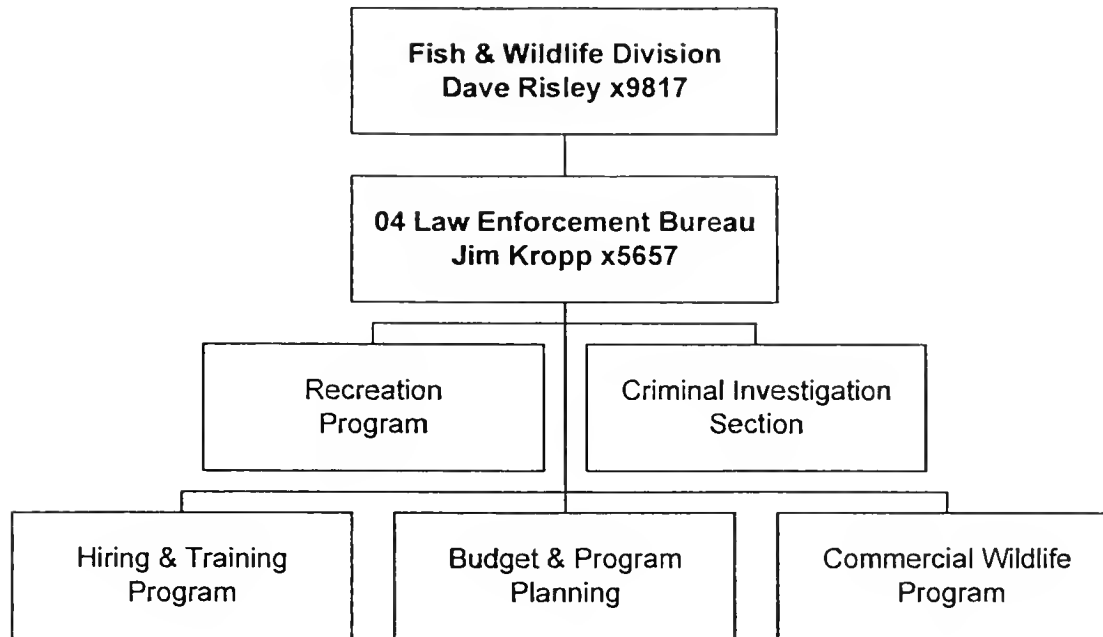 Fish & Wildlife Division
Dave Risley x9817
04 Law Enforcement Bureau
Jim Kropp x5657
Recreation
Program
Criminal Investigation
Section
Hiring & Training
Program
Budget & Program
Planning
Commercial Wildlife
Program